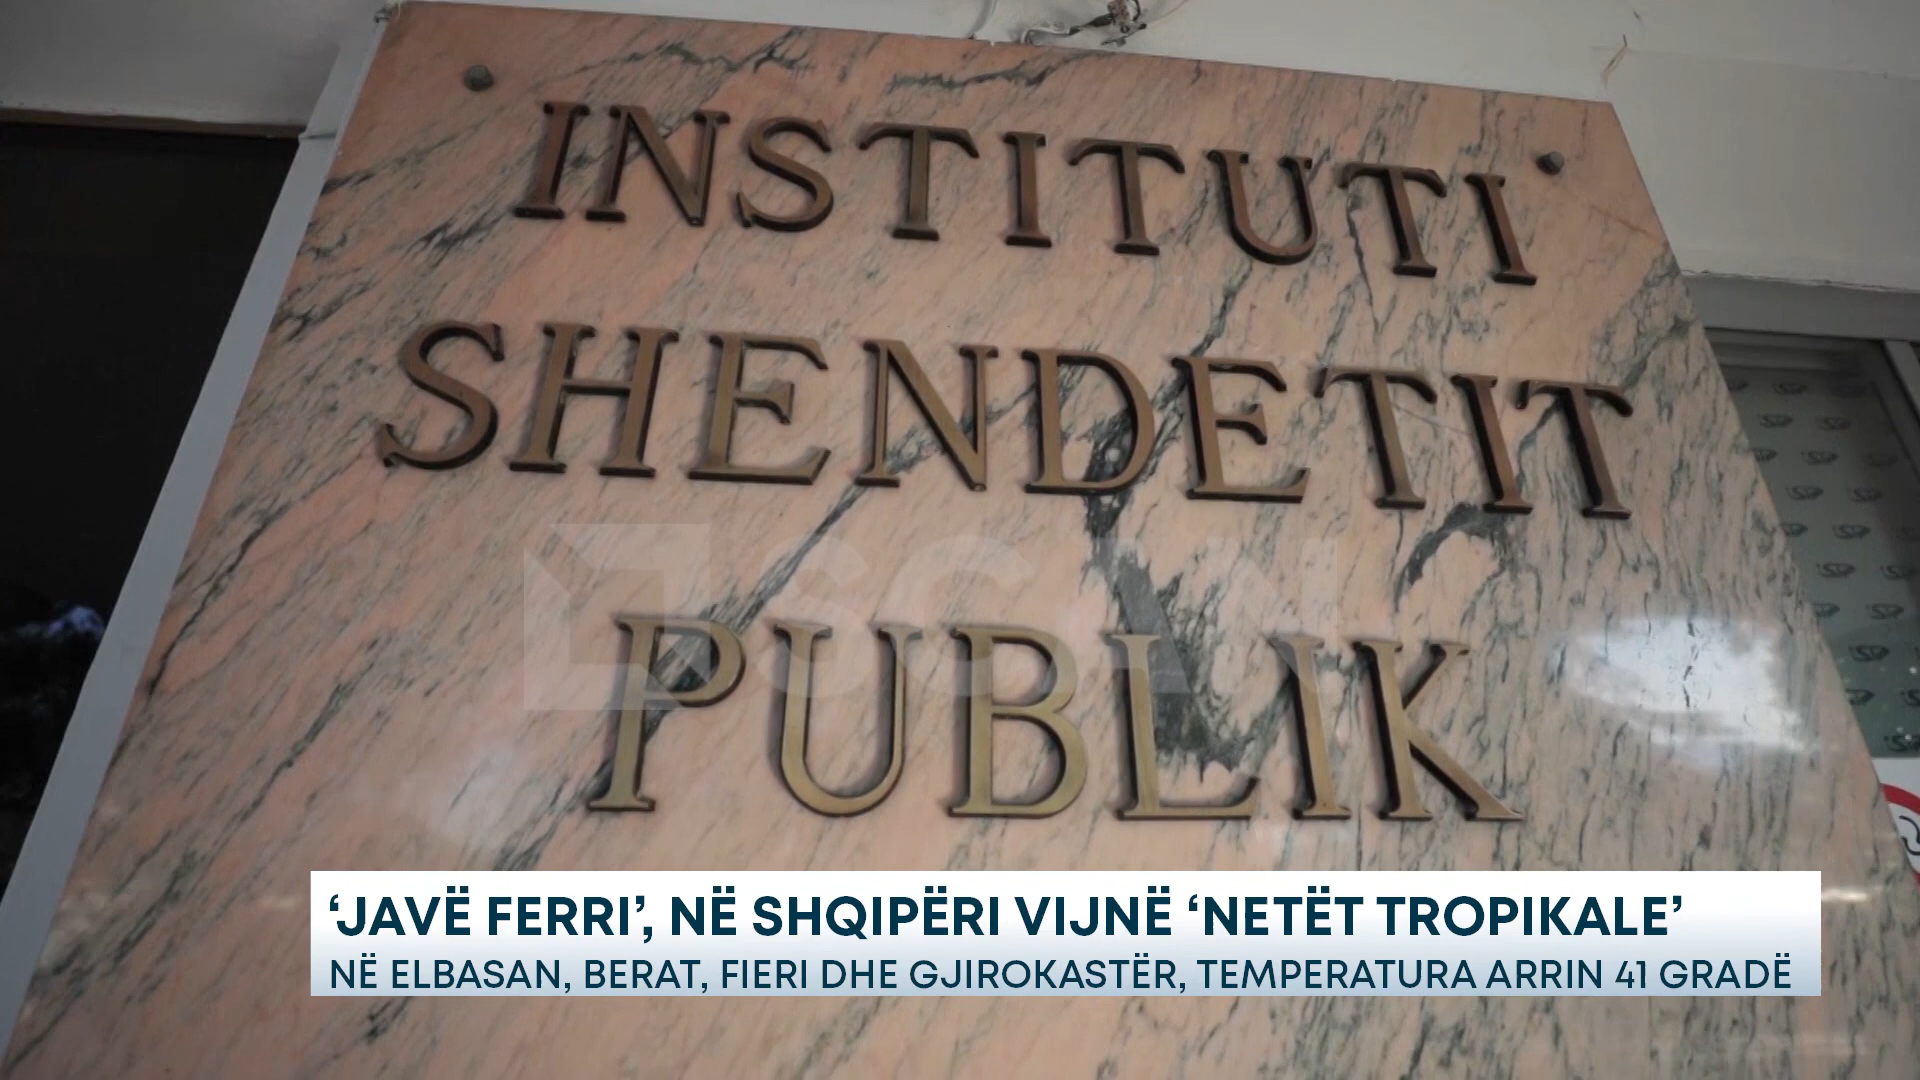 INSTITUTI
SHENDETIT
PUBLIK
‘JAVË FERRI’, NË SHQIPËRI VIJNË ‘NETËT TROPIKALE’
NË ELBASAN, BERAT, FIERI DHE GJIROKASTËR, TEMPERATURA ARRIN 41 GRADË